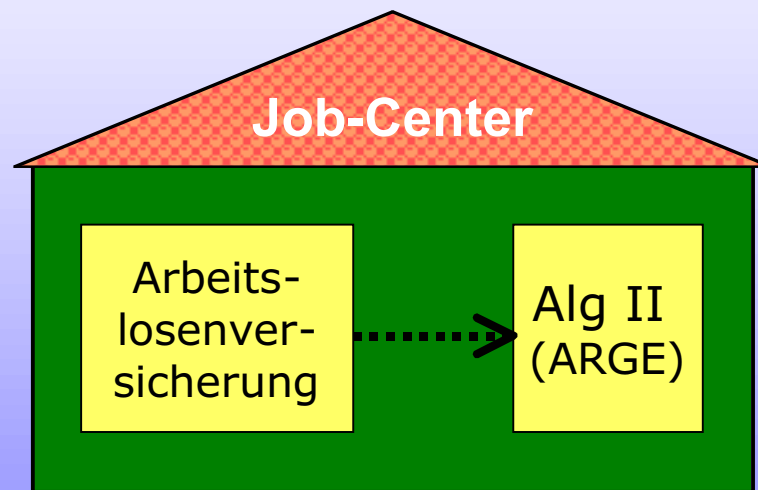 Job-Center
Arbeits-
losenver-
sicherung
Alg II
(ARGE)